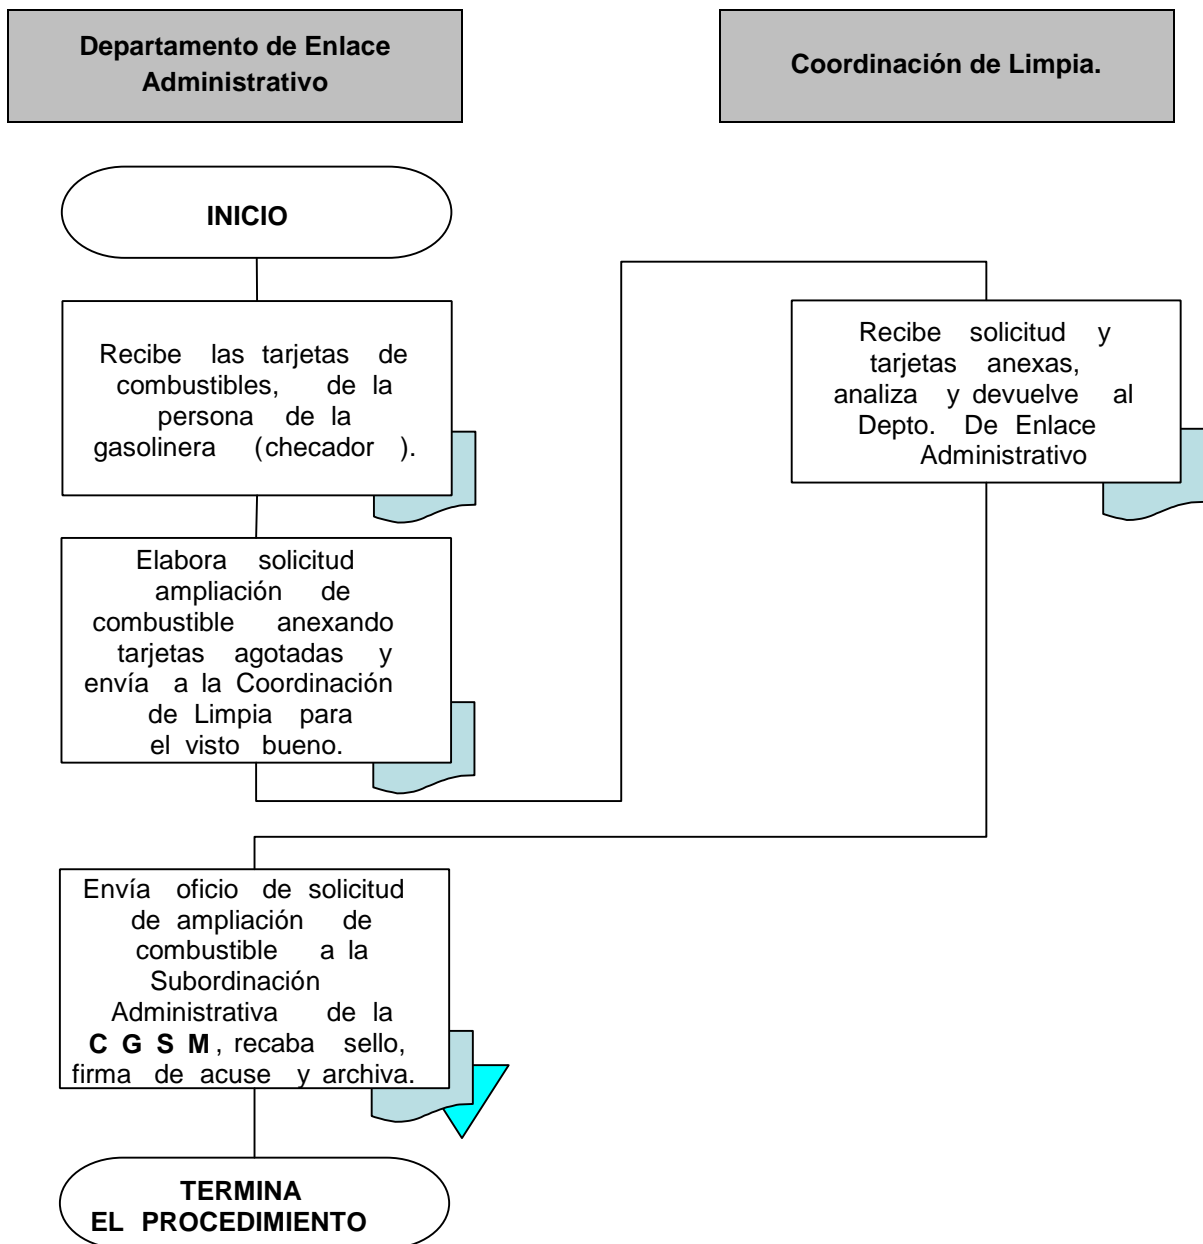 Departamento de Enlace
Administrativo
Coordinación de Limpia.
INICIO
Recibe las tarjetas de
combustibles, de la
persona de la
gasolinera (checador ).
Elabora solicitud
ampliación de
combustible anexando
tarjetas agotadas y
envía a la Coordinación
de Limpia para
el visto bueno.
Recibe solicitud y
tarjetas anexas,
analiza y devuelve al
Depto. De Enlace
Administrativo
Envía oficio de solicitud
de ampliación de
combustible a la
Subordinación
Administrativa de la
C G S M , recaba sello,
firma de acuse y archiva.
TERMINA
EL PROCEDIMIENTO